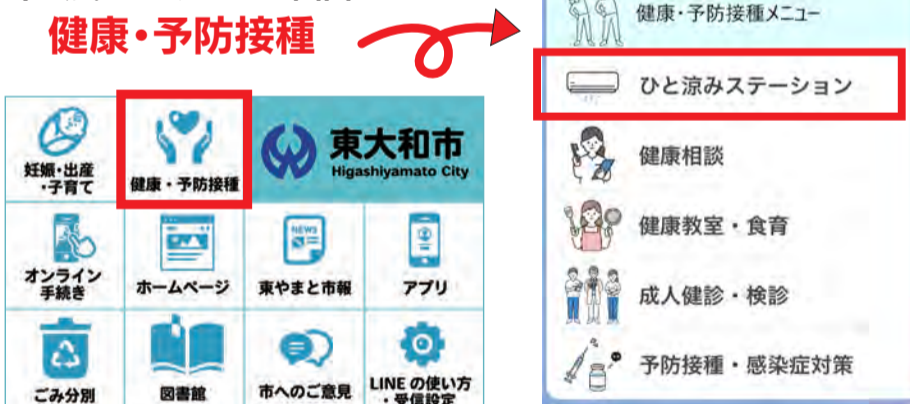 健康・予防接種
妊娠・出産
・子育て
健康・予防接種
東大和市
Higashiyamato City
オンライン
手続き
ホームページ
NEWS
東やまと市報
アプリ
ごみ分別
図書館
市へのご意見
LINE の使い方
・受信設定
健康・予防接種メニュー
ひと涼みステーション
健康相談
健康教室・食育
成人健診・検診
予防接種・感染症対策